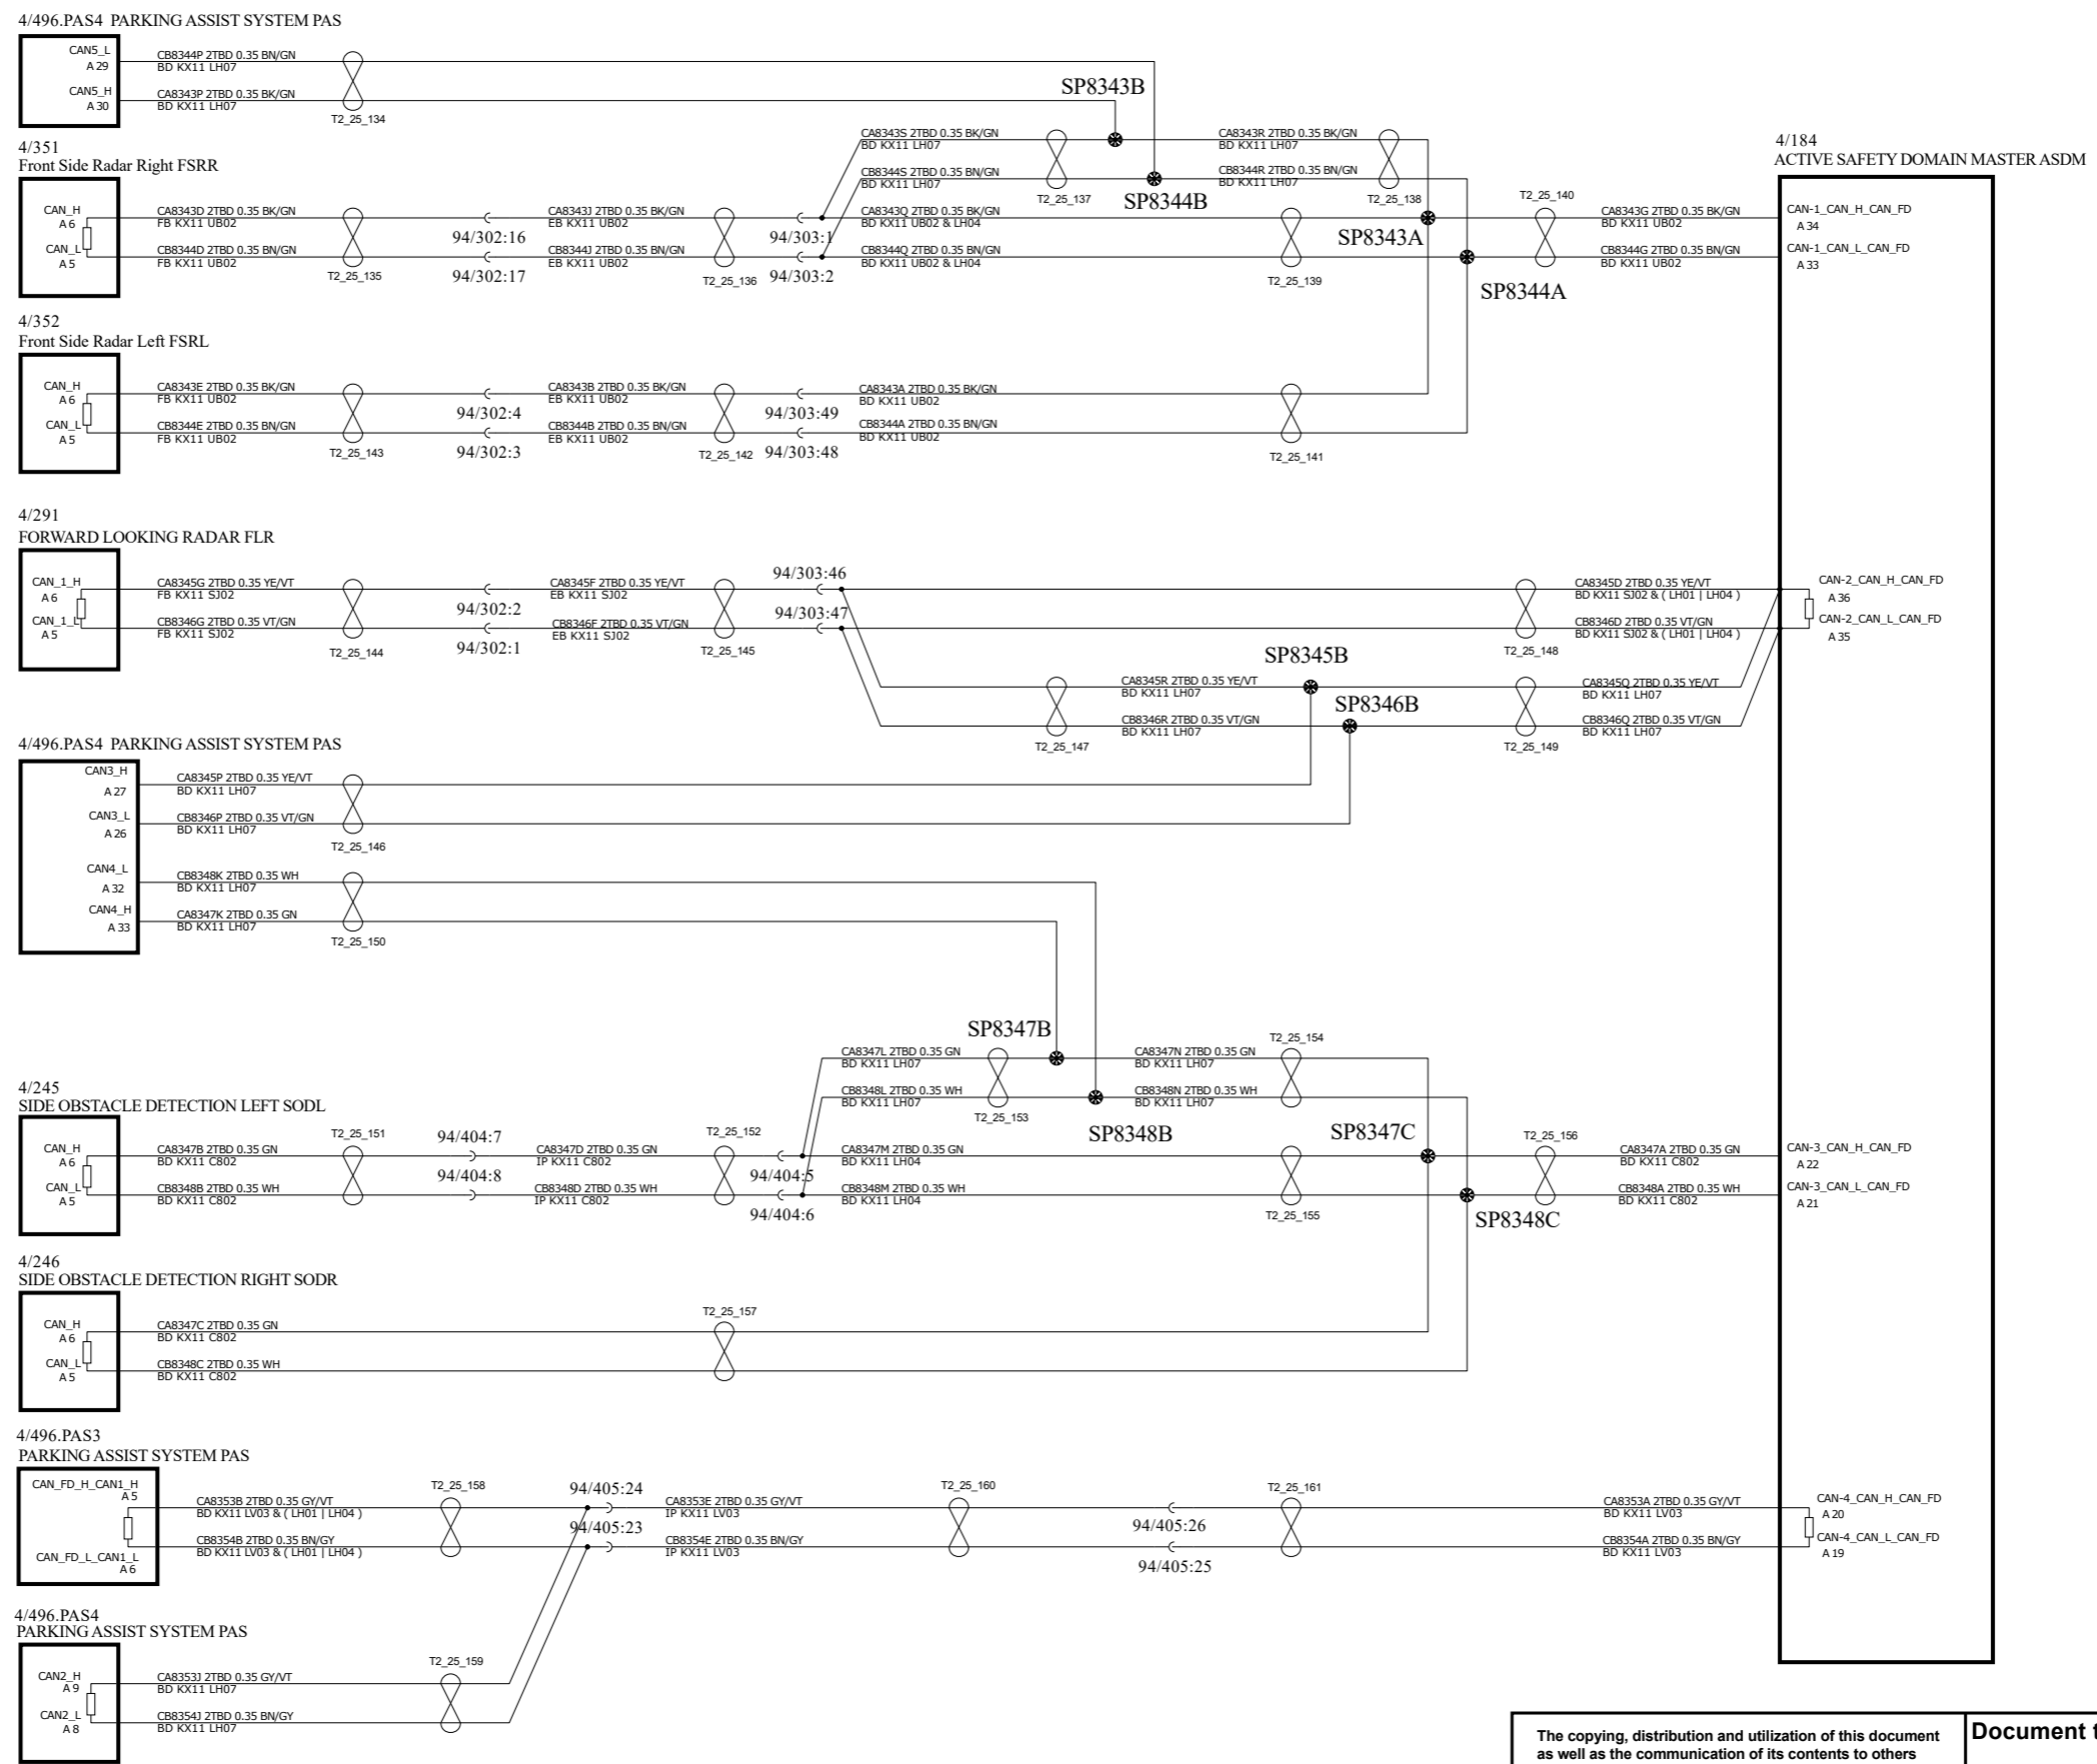 4/496.PAS4 PARKING ASSIST SYSTEM PAS
CAN5_L
A 29
CB8344P 2TBD 0.35 BN/GN
BD KX11 LH07
CAN5_H
A 30
CA8343P 2TBD 0.35 BK/GN
BD KX11 LH07
T2_25_134
SP8343B
4/351
Front Side Radar Right FSRR
CA8343S 2TBD 0.35 BK/GN
BD KX11 LH07
CA8343R 2TBD 0.35 BK/GN
BD KX11 LH07
CB8344S 2TBD 0.35 BN/GN
BD KX11 LH07
CB8344R 2TBD 0.35 BN/GN
BD KX11 LH07
T2_25_137
SP8344B
T2_25_138
T2_25_140
4/184
ACTIVE SAFETY DOMAIN MASTER ASDM
CAN_H
A 6
CA8343D 2TBD 0.35 BK/GN
FB KX11 UB02
94/302:16
CA8343J 2TBD 0.35 BK/GN
EB KX11 UB02
94/303:1
CA8343Q 2TBD 0.35 BK/GN
BD KX11 UB02 & LH04
SP8343A
CA8343G 2TBD 0.35 BK/GN
BD KX11 UB02
CAN-1_CAN_H_CAN_FD
A 34
CAN_L
A 5
CB8344D 2TBD 0.35 BN/GN
FB KX11 UB02
T2_25_135
94/302:17
CB8344J 2TBD 0.35 BN/GN
EB KX11 UB02
T2_25_136
94/303:2
CB8344Q 2TBD 0.35 BN/GN
BD KX11 UB02 & LH04
T2_25_139
SP8344A
CB8344G 2TBD 0.35 BN/GN
BD KX11 UB02
CAN-1_CAN_L_CAN_FD
A 33
4/352
Front Side Radar Left FSRL
CAN_H
A 6
CA8343E 2TBD 0.35 BK/GN
FB KX11 UB02
94/302:4
CA8343B 2TBD 0.35 BK/GN
EB KX11 UB02
94/303:49
CA8343A 2TBD 0.35 BK/GN
BD KX11 UB02
CAN_L
A 5
CB8344E 2TBD 0.35 BN/GN
FB KX11 UB02
T2_25_143
94/302:3
CB8344B 2TBD 0.35 BN/GN
EB KX11 UB02
T2_25_142
94/303:48
CB8344A 2TBD 0.35 BN/GN
BD KX11 UB02
T2_25_141
4/291
FORWARD LOOKING RADAR FLR
CAN_1_H
A 6
CA8345G 2TBD 0.35 YE/VT
FB KX11 SJ02
94/302:2
CA8345F 2TBD 0.35 YE/VT
EB KX11 SJ02
94/303:46
CA8345D 2TBD 0.35 YE/VT
BD KX11 SJ02 & ( LH01 | LH04 )
CAN-2_CAN_H_CAN_FD
A 36
CAN_1_L
A 5
CB8346G 2TBD 0.35 VT/GN
FB KX11 SJ02
T2_25_144
94/302:1
CB8346F 2TBD 0.35 VT/GN
EB KX11 SJ02
T2_25_145
94/303:47
CB8346D 2TBD 0.35 VT/GN
BD KX11 SJ02 & ( LH01 | LH04 )
T2_25_148
CAN-2_CAN_L_CAN_FD
A 35
SP8345B
CA8345R 2TBD 0.35 YE/VT
BD KX11 LH07
CA8345Q 2TBD 0.35 YE/VT
BD KX11 LH07
SP8346B
CB8346R 2TBD 0.35 VT/GN
BD KX11 LH07
CB8346Q 2TBD 0.35 VT/GN
BD KX11 LH07
T2_25_147
T2_25_149
4/496.PAS4 PARKING ASSIST SYSTEM PAS
CAN3_H
A 27
CA8345P 2TBD 0.35 YE/VT
BD KX11 LH07
CAN3_L
A 26
CB8346P 2TBD 0.35 VT/GN
BD KX11 LH07
T2_25_146
CAN4_L
A 32
CB8348K 2TBD 0.35 WH
BD KX11 LH07
CAN4_H
A 33
CA8347K 2TBD 0.35 GN
BD KX11 LH07
T2_25_150
SP8347B
T2_25_154
CA8347L 2TBD 0.35 GN
BD KX11 LH07
CA8347N 2TBD 0.35 GN
BD KX11 LH07
CB8348L 2TBD 0.35 WH
BD KX11 LH07
CB8348N 2TBD 0.35 WH
BD KX11 LH07
T2_25_153
SP8348B
SP8347C
4/245
SIDE OBSTACLE DETECTION LEFT SODL
T2_25_151
94/404:7
T2_25_152
T2_25_156
CAN_H
A 6
CA8347B 2TBD 0.35 GN
BD KX11 C802
CA8347D 2TBD 0.35 GN
IP KX11 C802
94/404:5
CA8347M 2TBD 0.35 GN
BD KX11 LH04
CA8347A 2TBD 0.35 GN
BD KX11 C802
CAN-3_CAN_H_CAN_FD
A 22
94/404:8
CAN_L
A 5
CB8348B 2TBD 0.35 WH
BD KX11 C802
CB8348D 2TBD 0.35 WH
IP KX11 C802
94/404:6
CB8348M 2TBD 0.35 WH
BD KX11 LH04
T2_25_155
SP8348C
CB8348A 2TBD 0.35 WH
BD KX11 C802
CAN-3_CAN_L_CAN_FD
A 21
4/246
SIDE OBSTACLE DETECTION RIGHT SODR
T2_25_157
CAN_H
A 6
CA8347C 2TBD 0.35 GN
BD KX11 C802
CAN_L
A 5
CB8348C 2TBD 0.35 WH
BD KX11 C802
4/496.PAS3
PARKING ASSIST SYSTEM PAS
CAN_FD_H_CAN1_H
A 5
T2_25_158
94/405:24
T2_25_160
T2_25_161
CA8353B 2TBD 0.35 GY/VT
BD KX11 LV03 & ( LH01 | LH04 )
CA8353E 2TBD 0.35 GY/VT
IP KX11 LV03
94/405:26
CA8353A 2TBD 0.35 GY/VT
BD KX11 LV03
CAN-4_CAN_H_CAN_FD
A 20
94/405:23
CB8354B 2TBD 0.35 BN/GY
BD KX11 LV03 & ( LH01 | LH04 )
CB8354E 2TBD 0.35 BN/GY
IP KX11 LV03
94/405:25
CB8354A 2TBD 0.35 BN/GY
BD KX11 LV03
CAN-4_CAN_L_CAN_FD
A 19
CAN_FD_L_CAN1_L
A 6
4/496.PAS4
PARKING ASSIST SYSTEM PAS
T2_25_159
CAN2_H
A 9
CA8353J 2TBD 0.35 GY/VT
BD KX11 LH07
CAN2_L
A 8
CB8354J 2TBD 0.35 BN/GY
BD KX11 LH07
The copying, distribution and utilization of this document
as well as the communication of its contents to others
Document